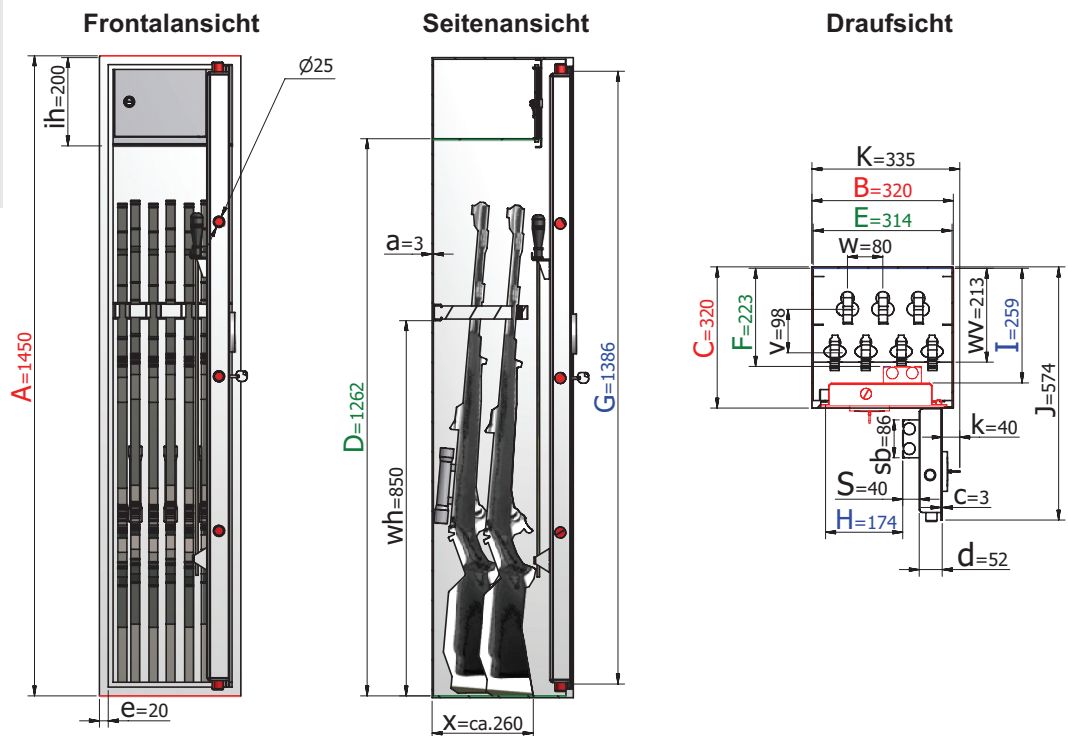 Frontalansicht
Seitenansicht
Draufsicht
ih=200
Ø25
A=1450
e=20
a=3
D=1262
wh=850
G=1386
x=ca.260
K=335
B=320
E=314
w=80
C=320
F=223
v=98
wv=213
I=259
J=574
sb=86
k=40
S=40
c=3
H=174
d=52